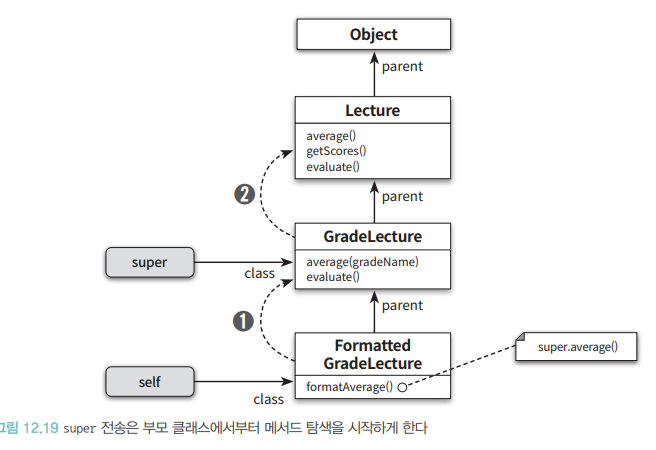 Object
parent
Lecture
average()
getScores()
evaluate()
❷
parent
GradeLecture
super
class
average(gradeName)
evaluate()
❶
parent
Formatted
GradeLecture
super.average()
self
class
formatAverage()
그림 12.19 super 전송은 부모 클래스에서부터 메서드 탐색을 시작하게 한다